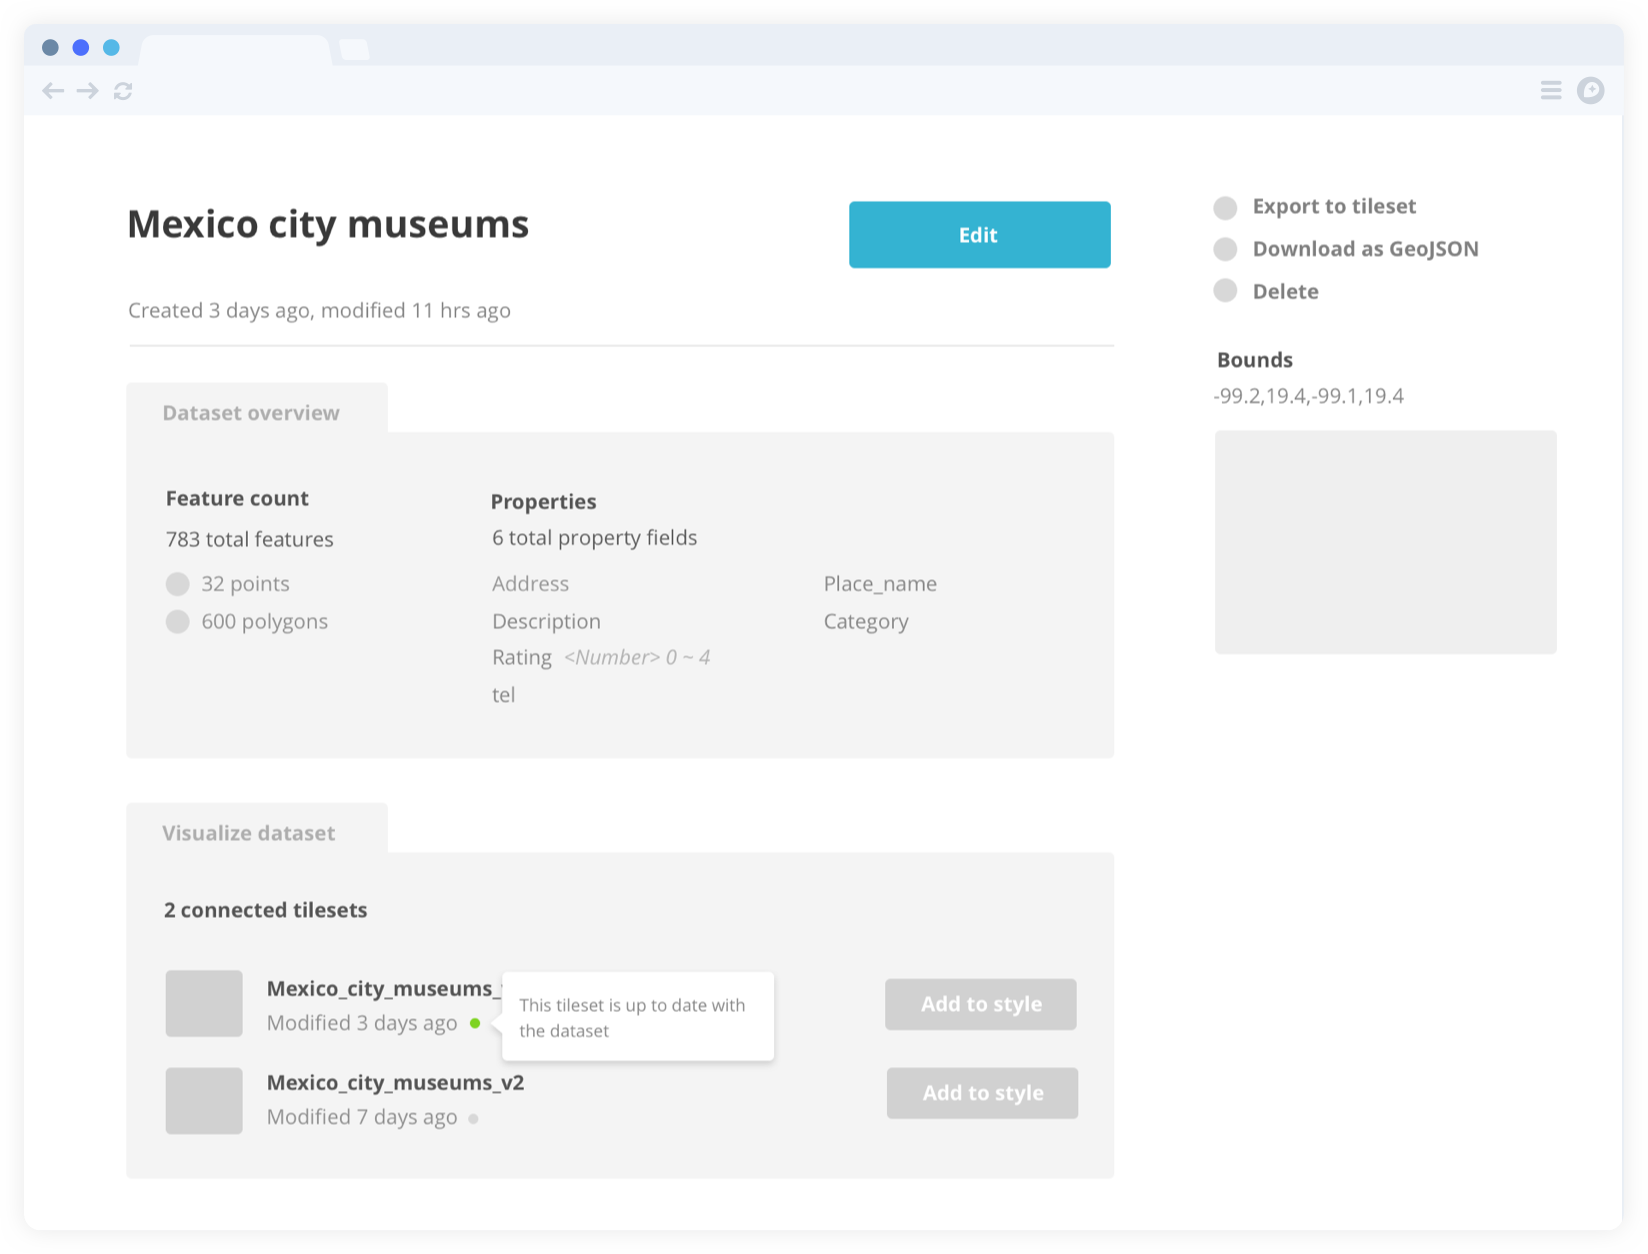 Mexico city museums
Edit
Created 3 days ago, modified 11 hrs ago
Export to tileset
Download as GeoJSON
Delete
Bounds
-99.2,19.4,-99.1,19.4
Dataset overview
Feature count
783 total features
32 points
600 polygons
Properties
6 total property fields
Address
Description
Rating <Number> 0 ~ 4
tel
Place_name
Category
Visualize dataset
2 connected tilesets
Mexico_city_museums_
Modified 3 days ago
This tileset is up to date with
the dataset
Add to style
Mexico_city_museums_v2
Modified 7 days ago
Add to style